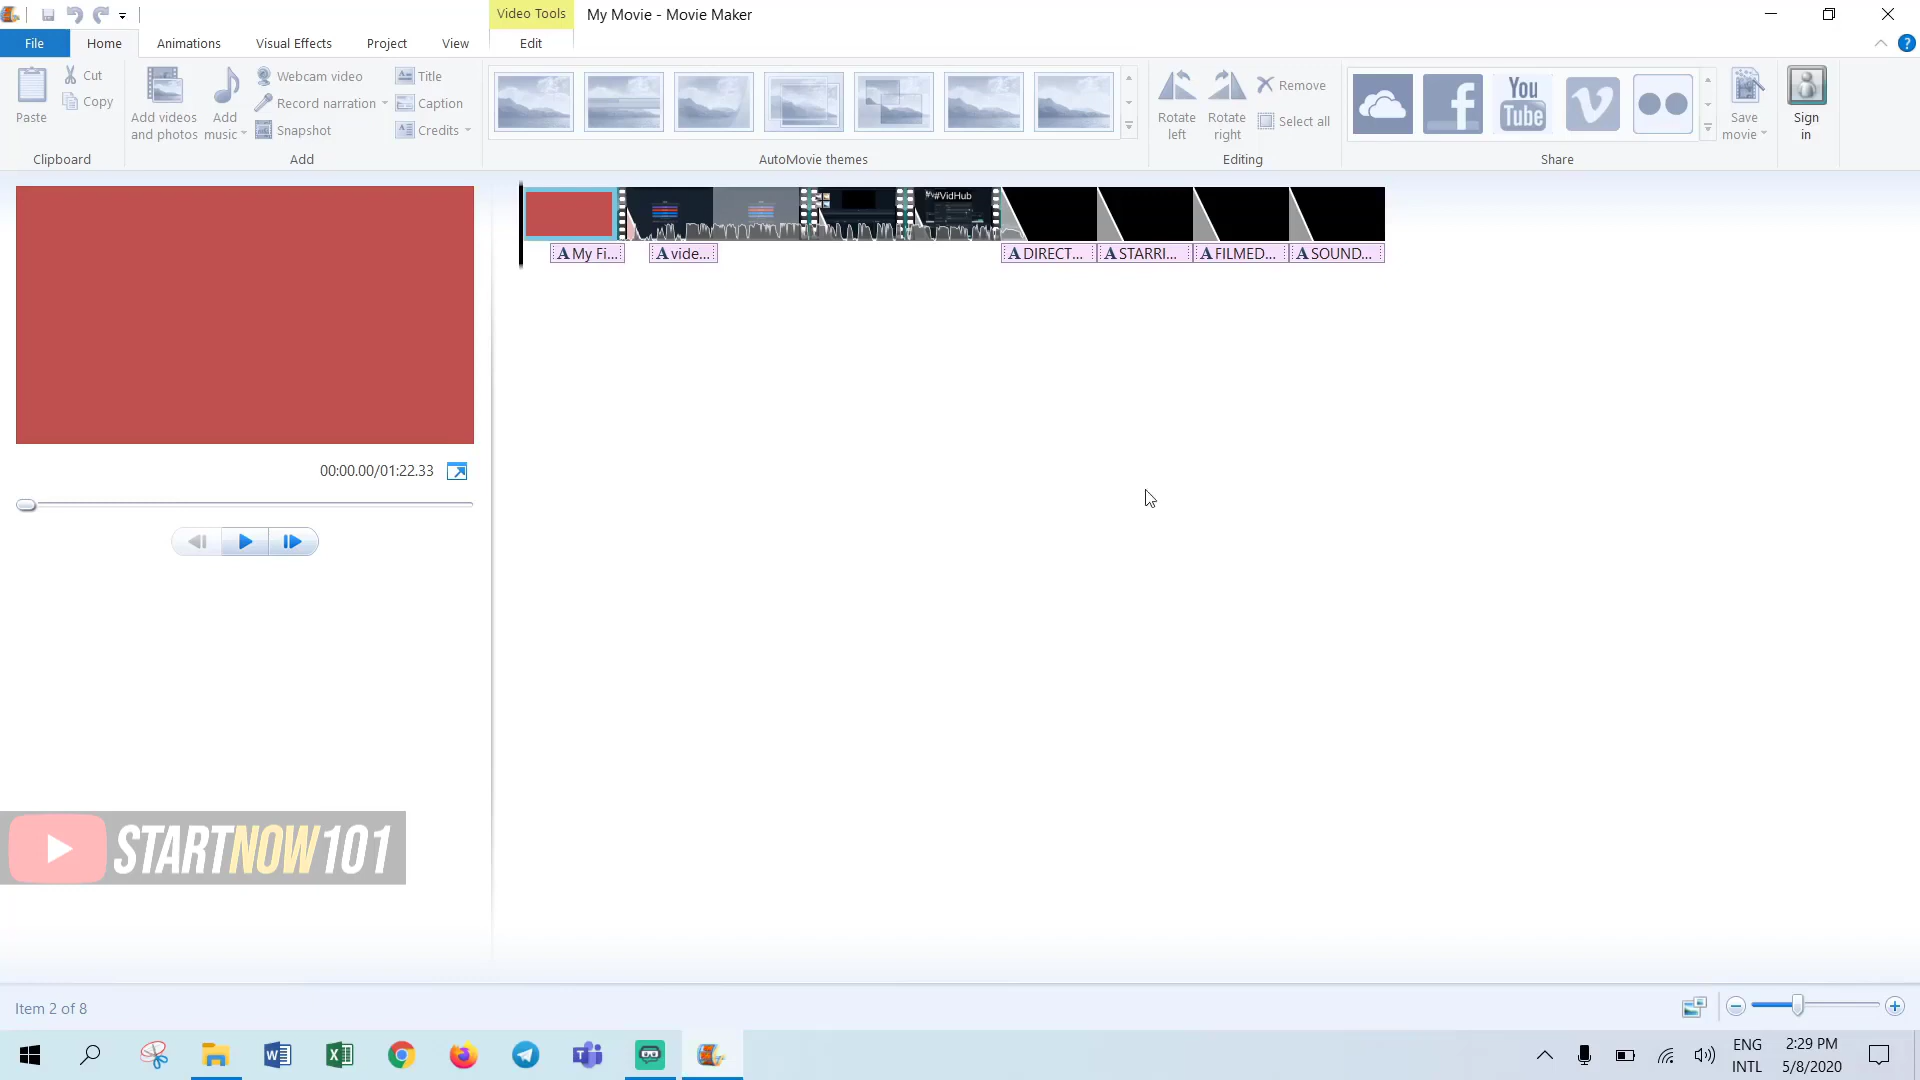 Video Tools
My Movie - Movie Maker
File
Home
Animations
Visual Effects
Project
View
Edit
Paste
Cut
Copy
Clipboard
Add videos
and photos
Add
music
Webcam video
Record narration
Snapshot
Title
Caption
Credits
Add
AutoMovie themes
Rotate
left
Rotate
right
Remove
Select all
Editing
You
Tube
Share
Save
movie
Sign
in
#VidHub
A My Fi...
A vide...
A DIRECT...
A STARRI...
A FILMED...
A SOUND...
00:00.00/01:22.33
STARTNOW101
Item 2 of 8
ENG
INTL
2:29 PM
5/8/2020